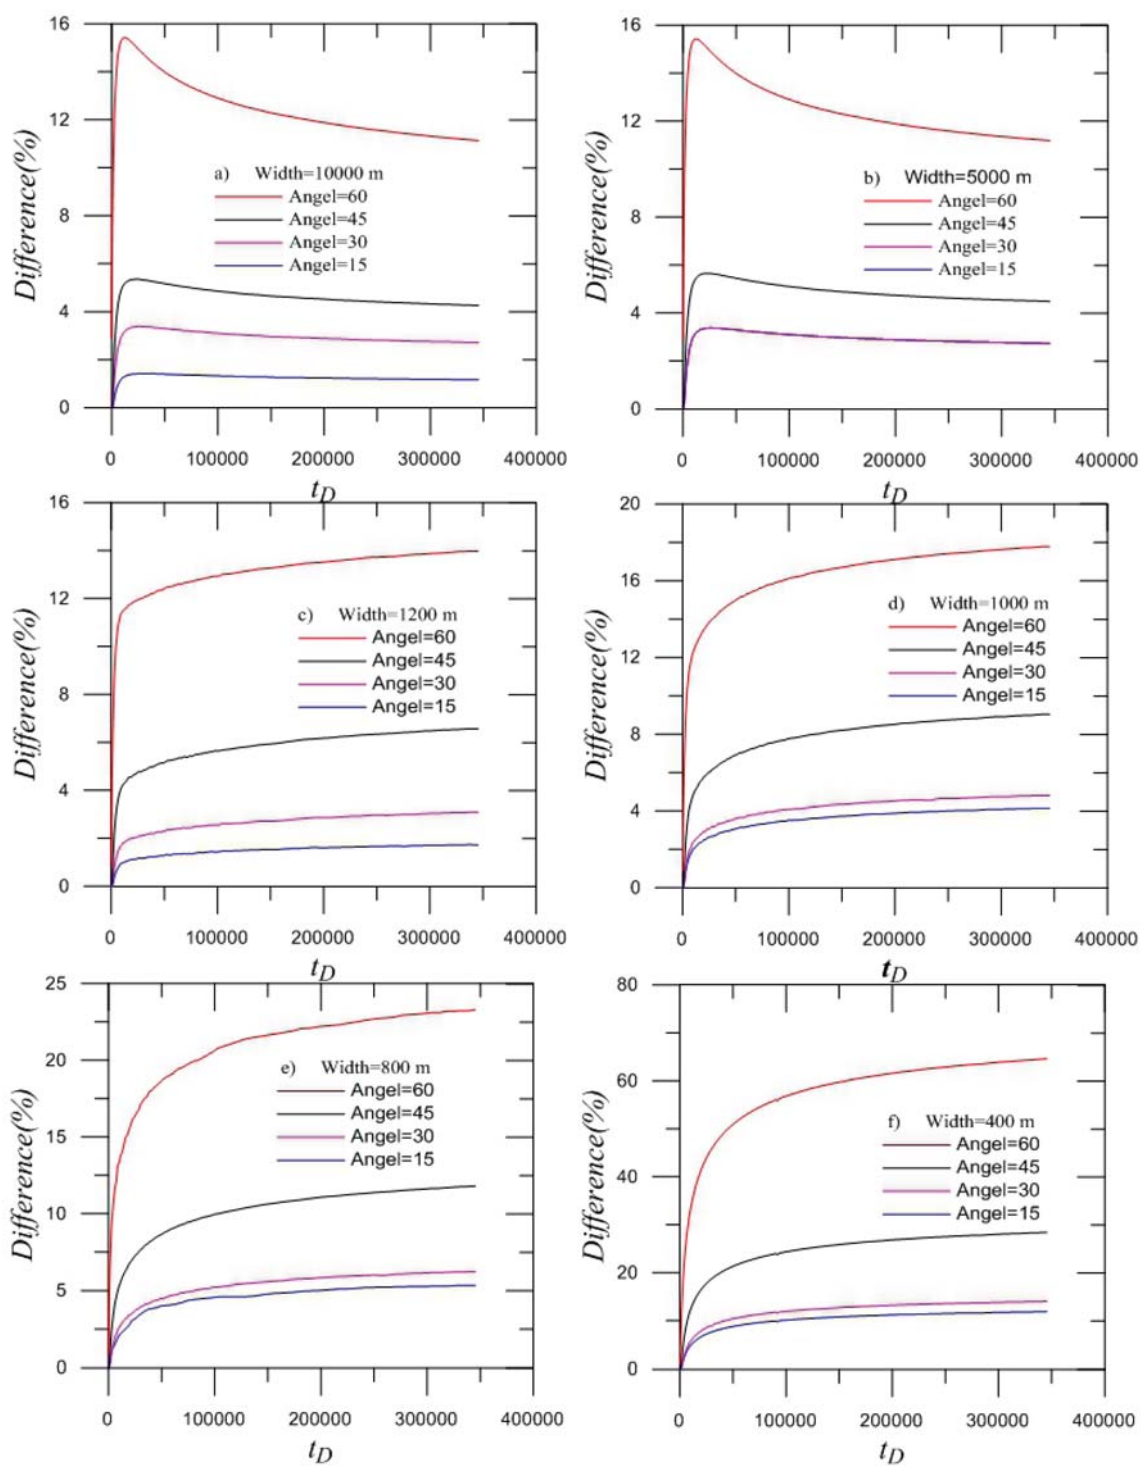 16
12
8
4
0
Difference(%)
a) Width=10000 m
Angel=60
Angel=45
Angel=30
Angel=15
0 100000 200000 300000 400000
tD
16
12
8
4
0
Difference(%)
b) Width=5000 m
Angel=60
Angel=45
Angel=30
Angel=15
0 100000 200000 300000 400000
tD
16
12
8
4
0
Difference(%)
c) Width=1200 m
Angel=60
Angel=45
Angel=30
Angel=15
0 100000 200000 300000 400000
tD
20
16
12
8
4
0
Difference(%)
d) Width=1000 m
Angel=60
Angel=45
Angel=30
Angel=15
0 100000 200000 300000 400000
tD
25
20
15
10
5
0
Difference(%)
e) Width=800 m
Angel=60
Angel=45
Angel=30
Angel=15
0 100000 200000 300000 400000
tD
80
60
40
20
0
Difference(%)
f) Width=400 m
Angel=60
Angel=45
Angel=30
Angel=15
0 100000 200000 300000 400000
tD